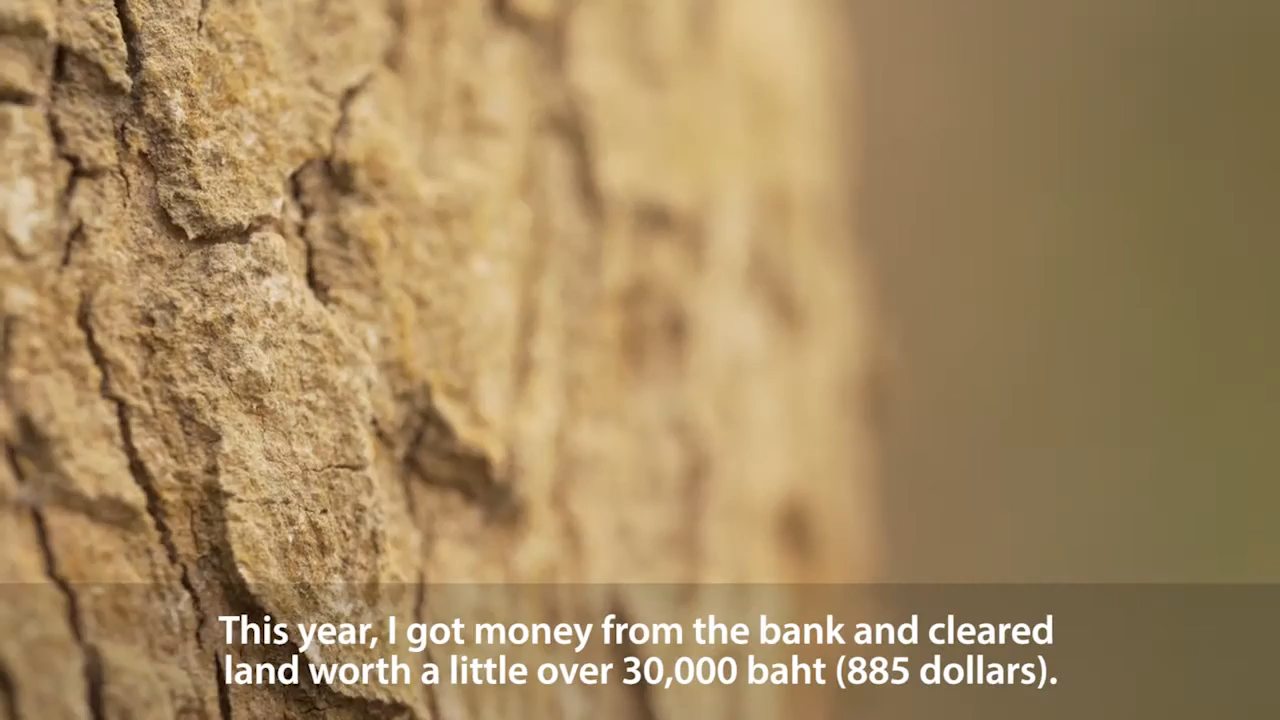 This year, I got money from the bank and cleared
land worth a little over 30,000 baht (885 dollars).